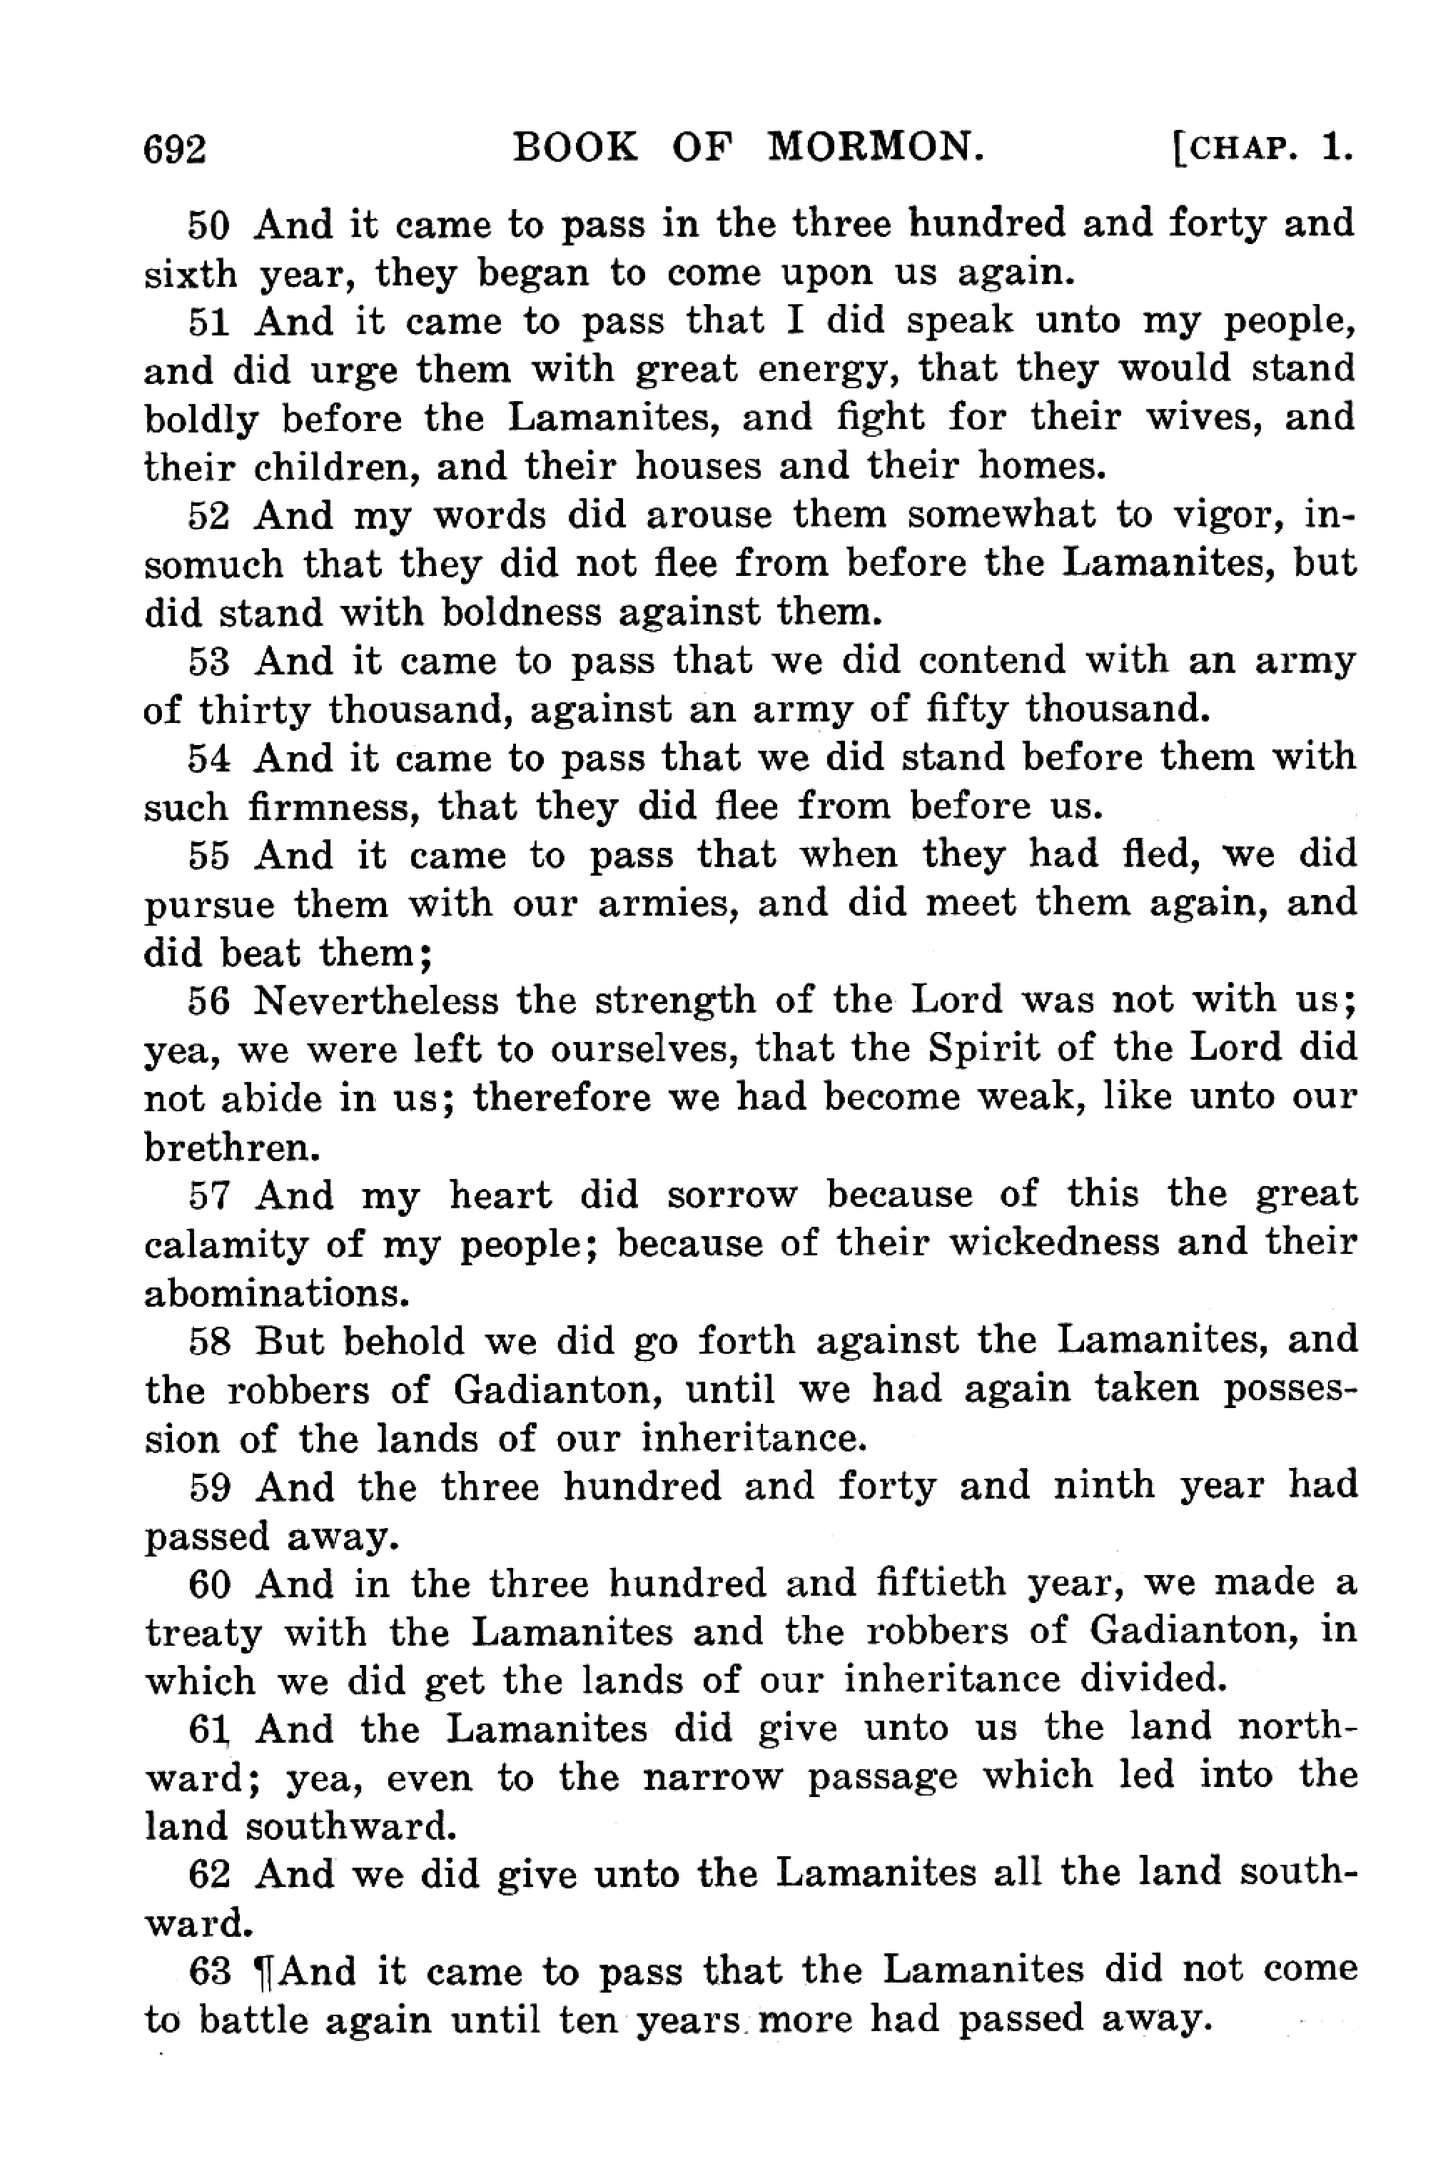 692 BOOK OF MORMON. [CHAP. 1.
50 And it came to pass in the three hundred and forty and
sixth year, they began to come upon us again.
51 And it came to pass that I did speak unto my people,
and did urge them with great energy, that they would stand
boldly before the Lamanites, and fight for their wives, and
their children, and their houses and their homes.
52 And my words did arouse them somewhat to vigor, in-
somuch that they did not flee from before the Lamanites, but
did stand with boldness against them.
53 And it came to pass that we did contend with an army
of thirty thousand, against an army of fifty thousand.
54 And it came to pass that we did stand before them with
such firmness, that they did flee from before us.
55 And it came to pass that when they had fled, we did
pursue them with our armies, and did meet them again, and
did beat them;
56 Nevertheless the strength of the Lord was not with us;
yea, we were left to ourselves, that the Spirit of the Lord did
not abide in us; therefore we had become weak, like unto our
brethren.
57 And my heart did sorrow because of this the great
calamity of my people; because of their wickedness and their
abominations.
58 But behold we did go forth against the Lamanites, and
the robbers of Gadianton, until we had again taken posses-
sion of the lands of our inheritance.
59 And the three hundred and forty and ninth year had
passed away.
60 And in the three hundred and fiftieth year, we made a
treaty with the Lamanites and the robbers of Gadianton, in
which we did get the lands of our inheritance divided.
61 And the Lamanites did give unto us the land north-
ward; yea, even to the narrow passage which led into the
land southward.
62 And we did give unto the Lamanites all the land south-
ward.
63 ¶And it came to pass that the Lamanites did not come
to battle again until ten years more had passed away.